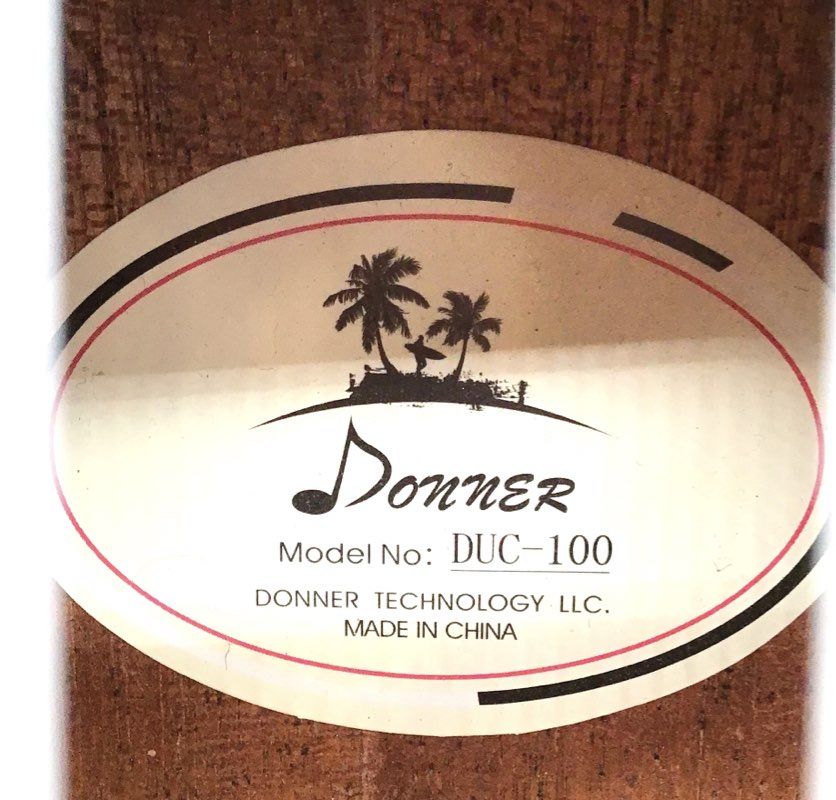 DONNER
Model No: DUC-100
DONNER TECHNOLOGY LLC.
MADE IN CHINA